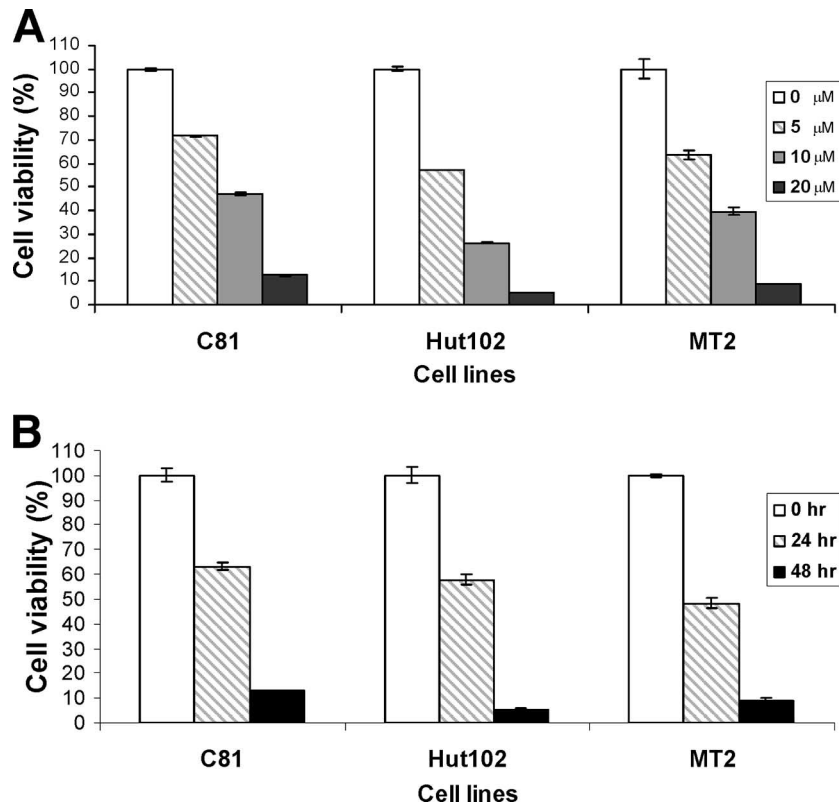 A
Cell viability (%)
110
100
90
80
70
60
50
40
30
20
10
0
0 μM
5 μM
10 μM
20 μM
C81 Hut102 MT2
Cell lines
B
Cell viability (%)
110
100
90
80
70
60
50
40
30
20
10
0
0 hr
24 hr
48 hr
C81 Hut102 MT2
Cell lines